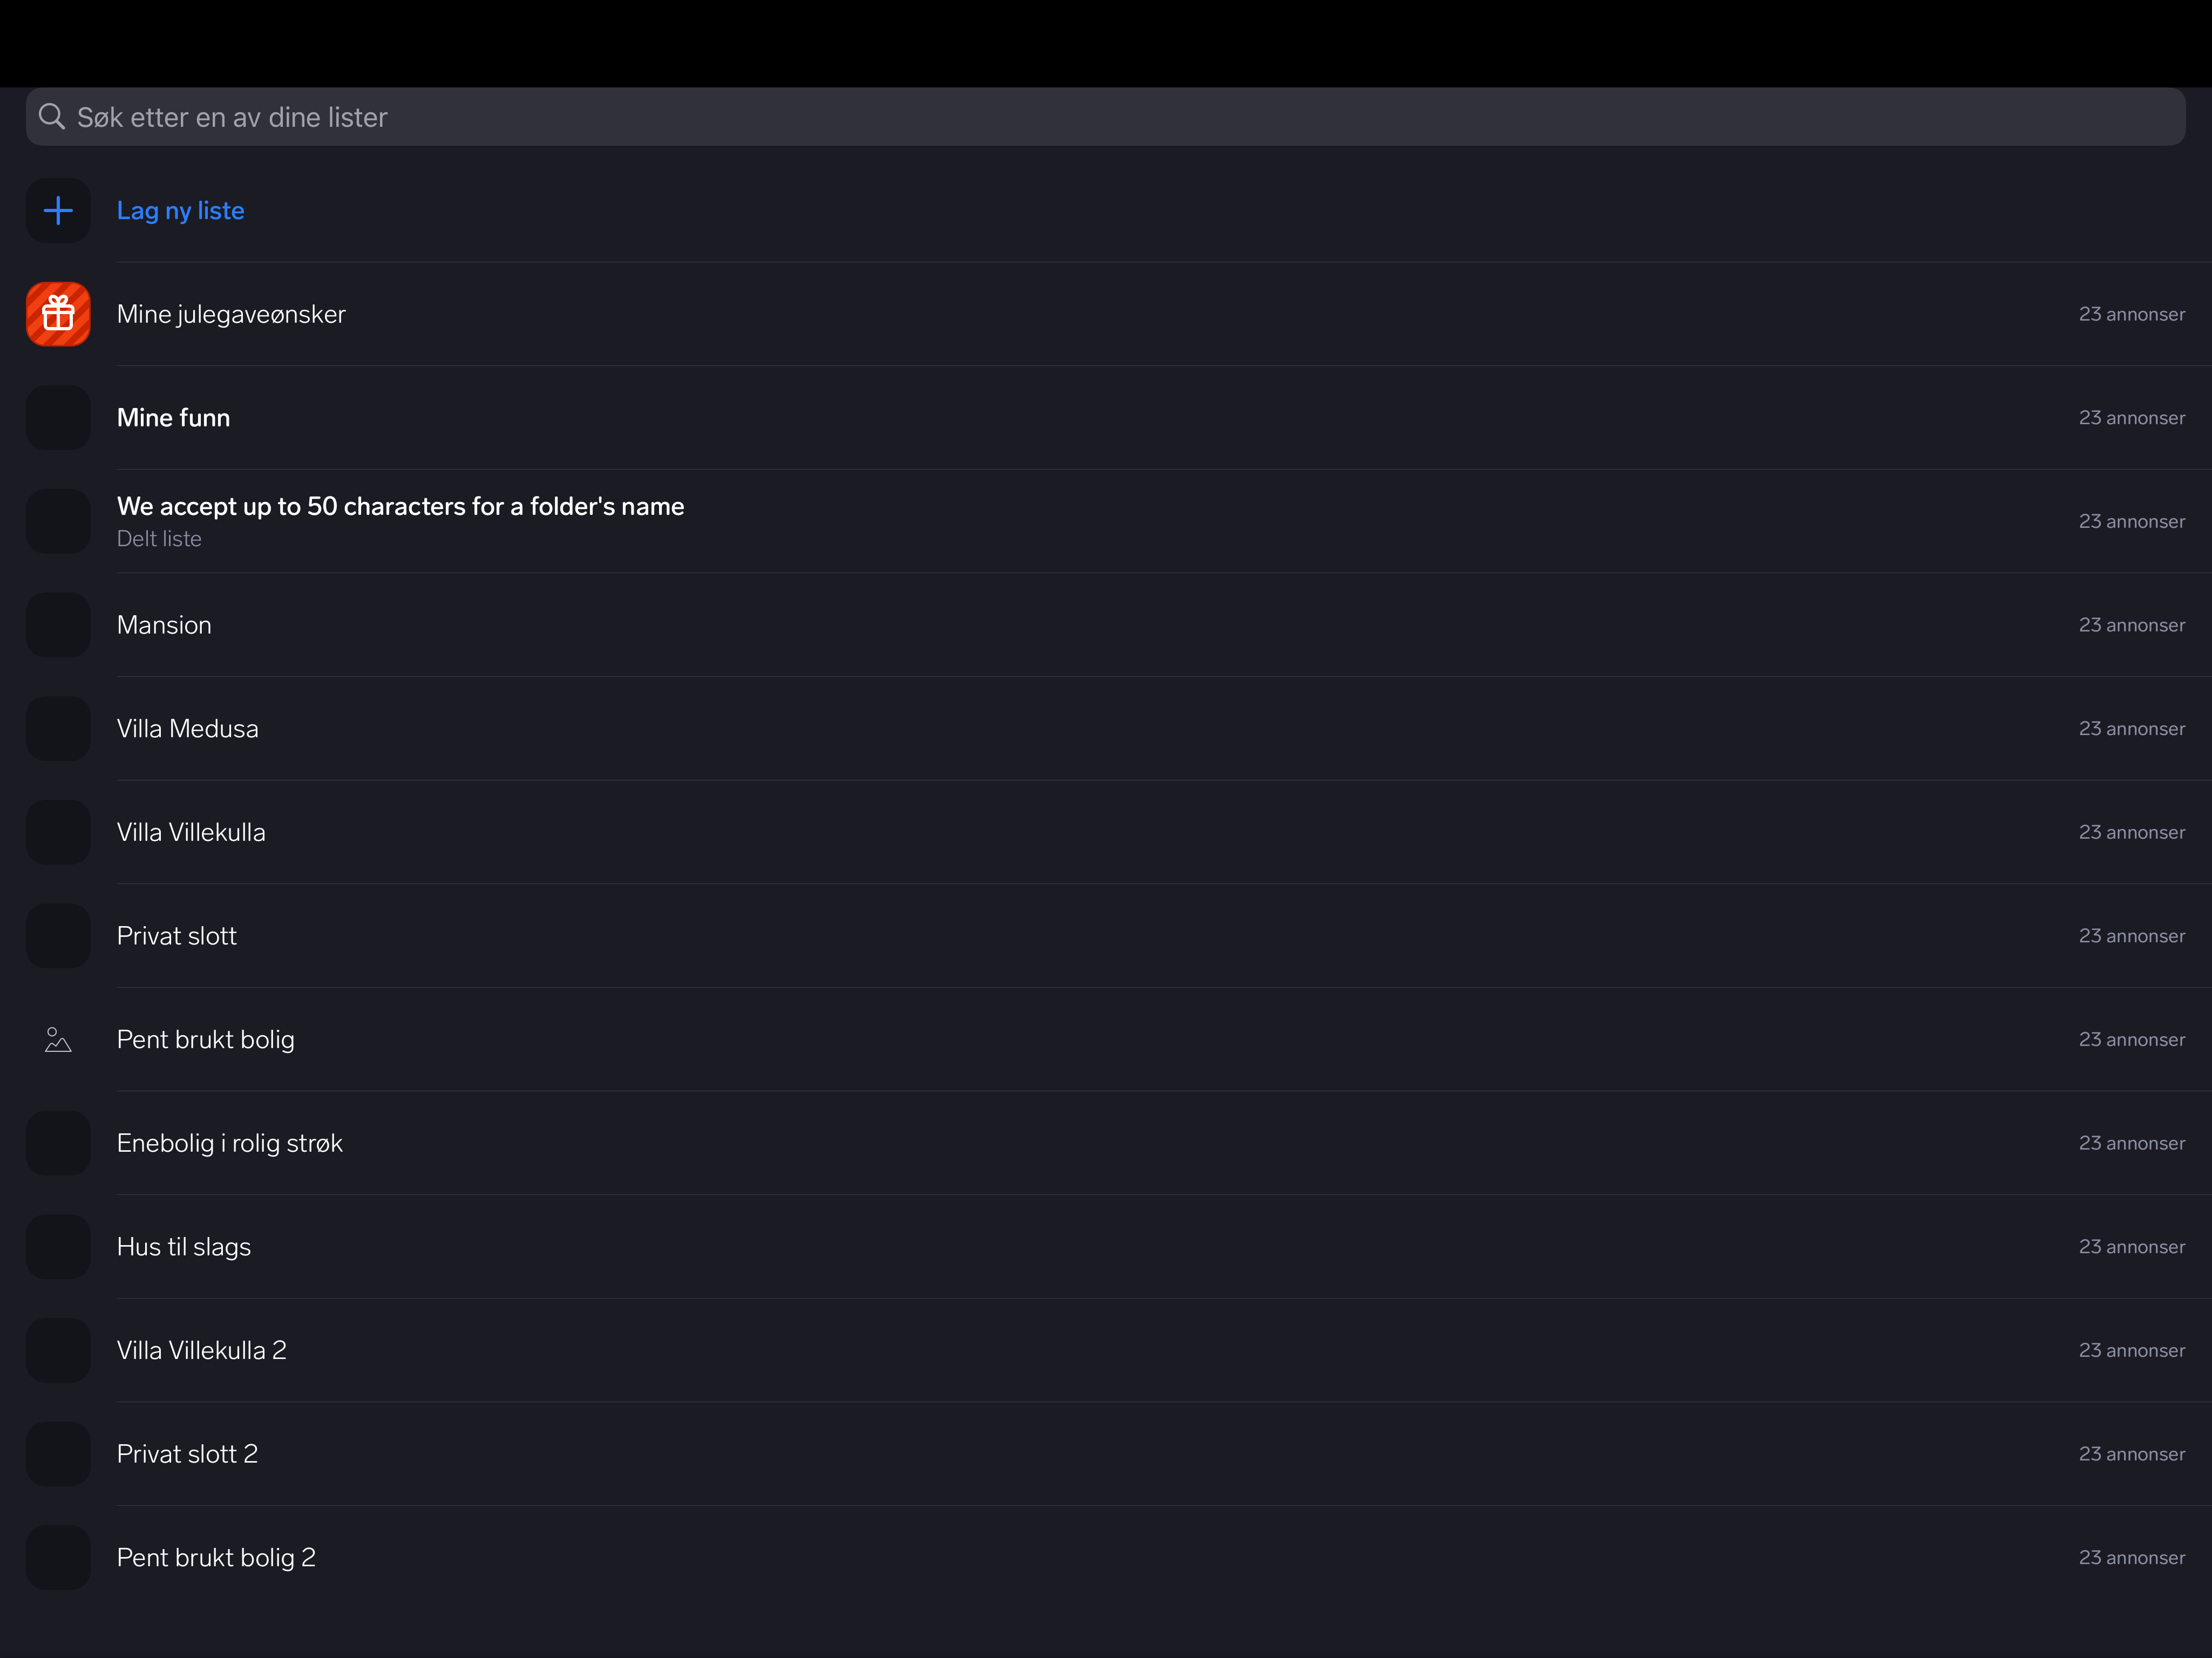 Søk etter en av dine lister
Lag ny liste
Mine julegaveønsker
23 annonser
Mine funn
23 annonser
We accept up to 50 characters for a folder's name
Delt liste
23 annonser
Mansion
23 annonser
Villa Medusa
23 annonser
Villa Villekulla
23 annonser
Privat slott
23 annonser
Pent brukt bolig
23 annonser
Enebolig i rolig strøk
23 annonser
Hus til slags
23 annonser
Villa Villekulla 2
23 annonser
Privat slott 2
23 annonser
Pent brukt bolig 2
23 annonser